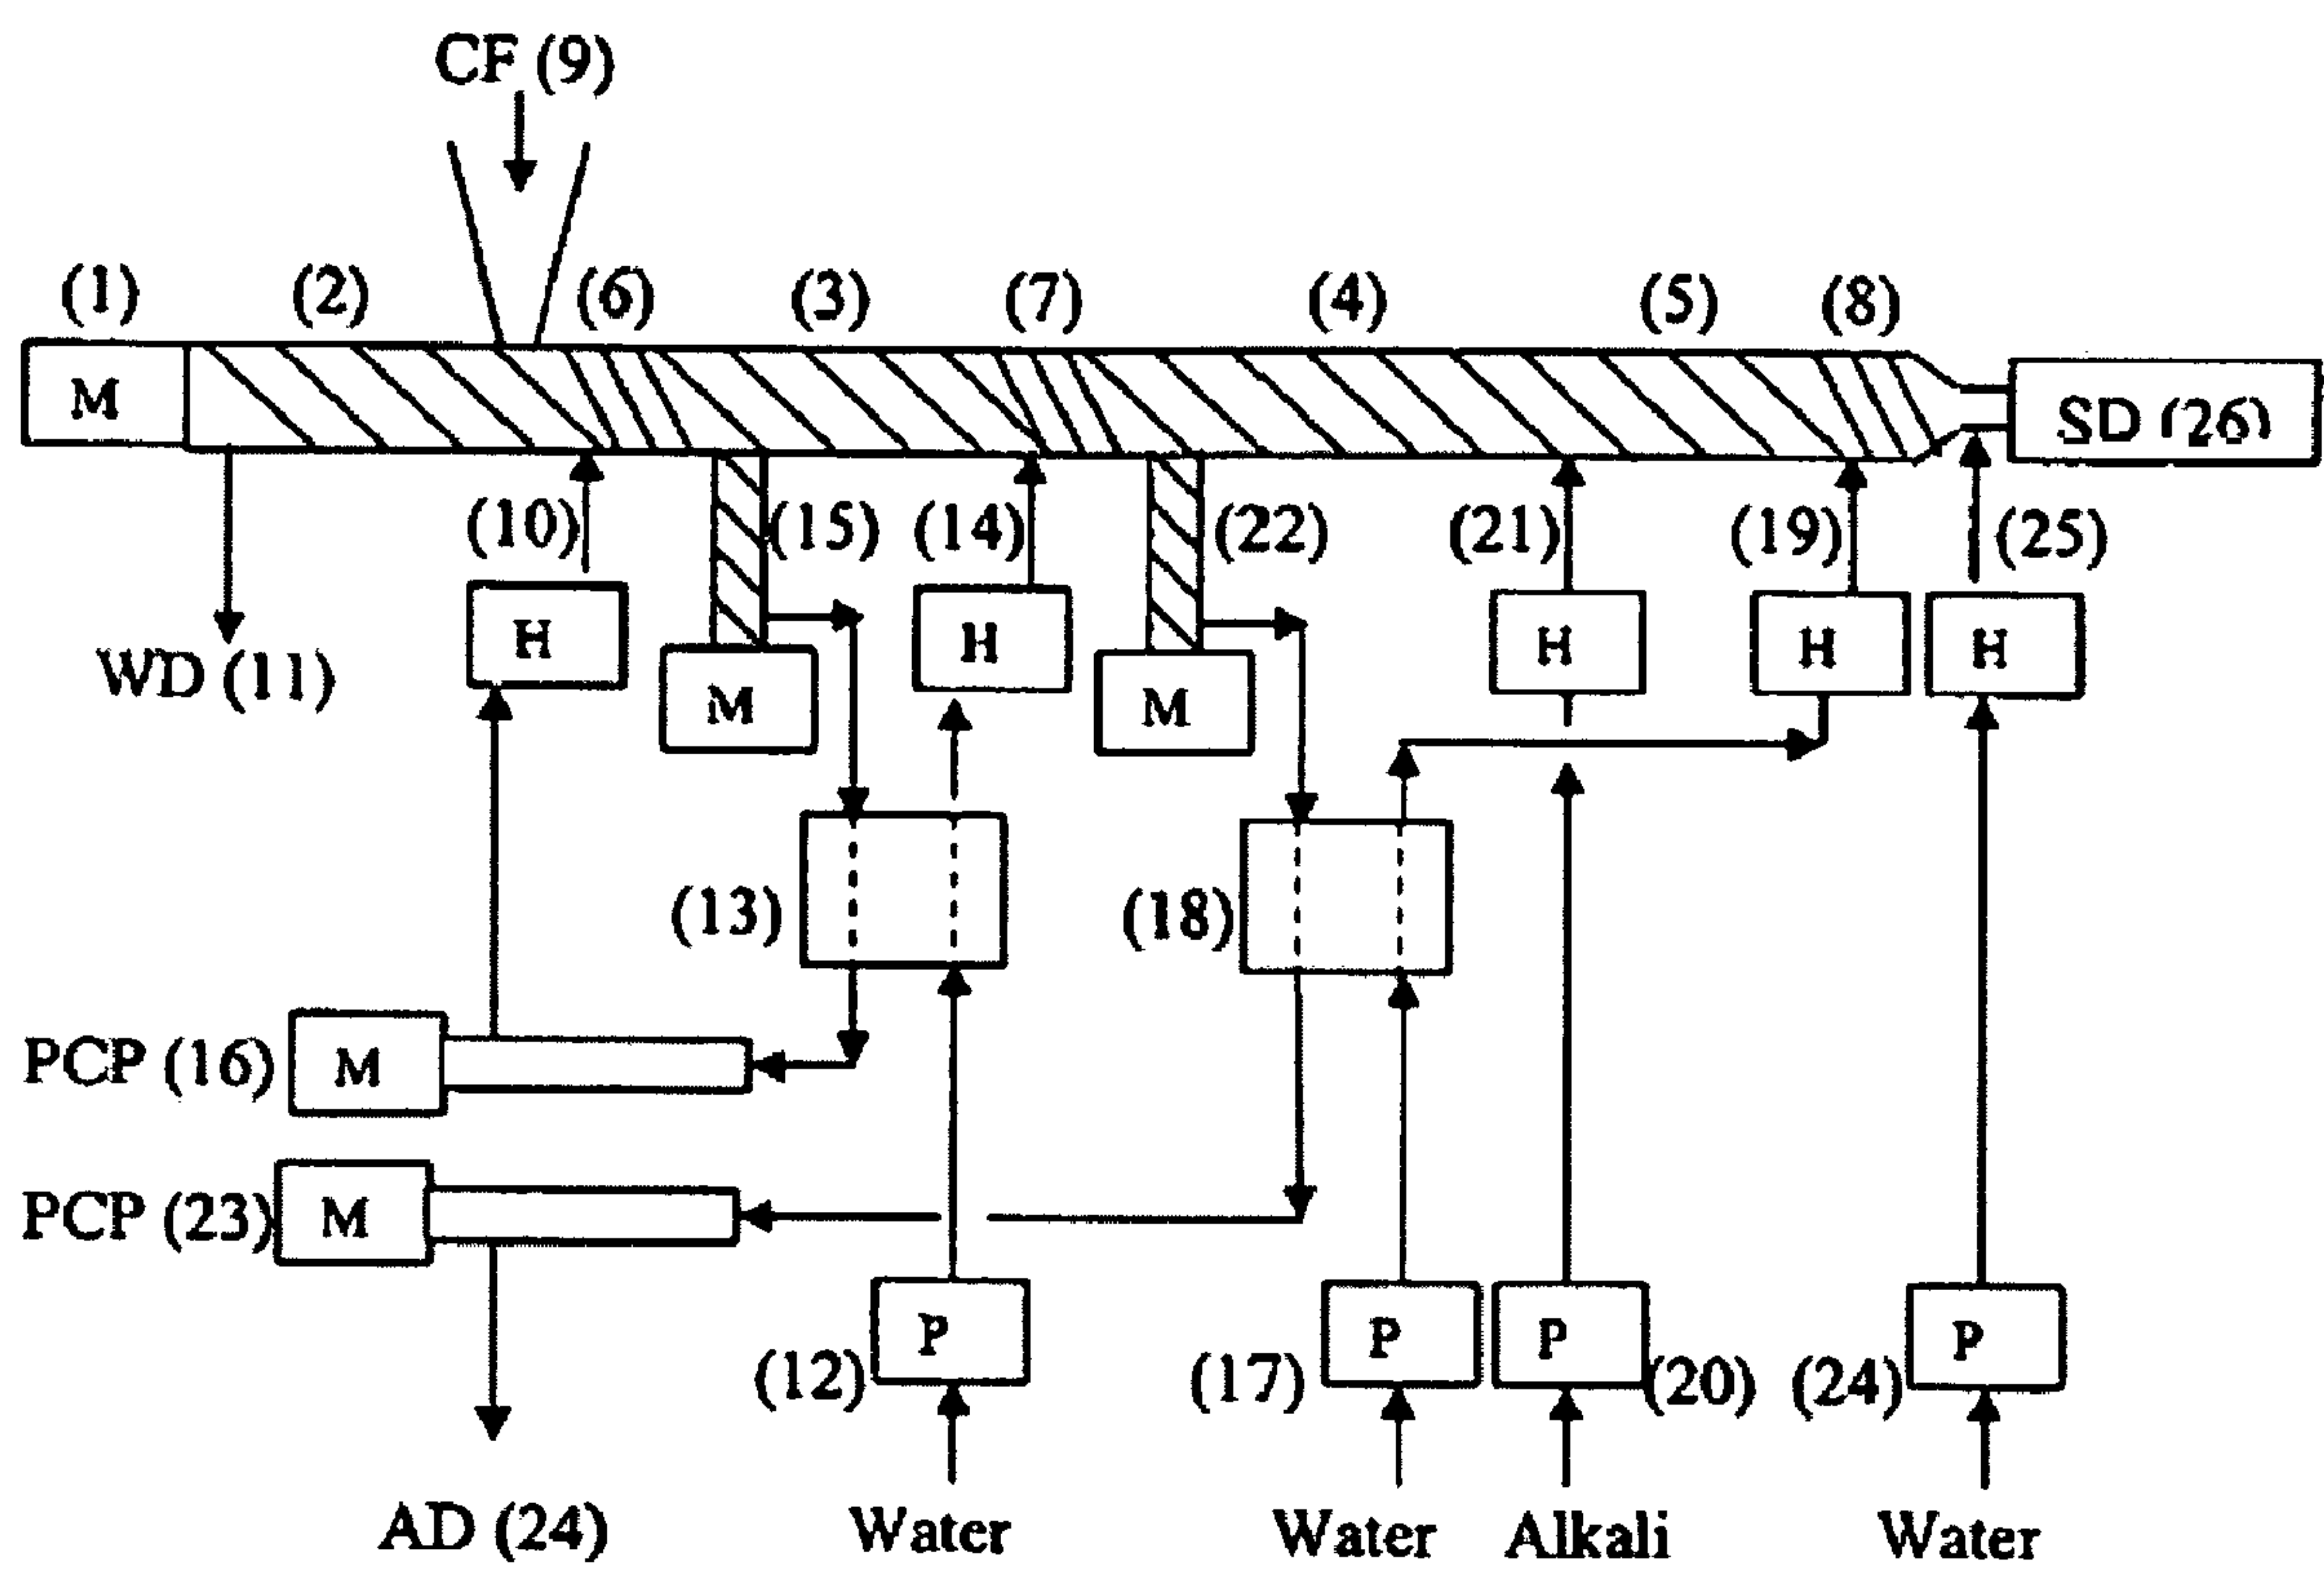 CF (9)
(1) (2) (6) (3) (7) (4) (5) (8)
M SD (26)
(10) (15) (14) (22) (21) (19) (25)
H H H H H
WD (11) M M
(13) (18)
PCP (16) M
PCP (23) M
P P P P
(12) (17) (20) (24)
AD (24) Water Water Alkali Water